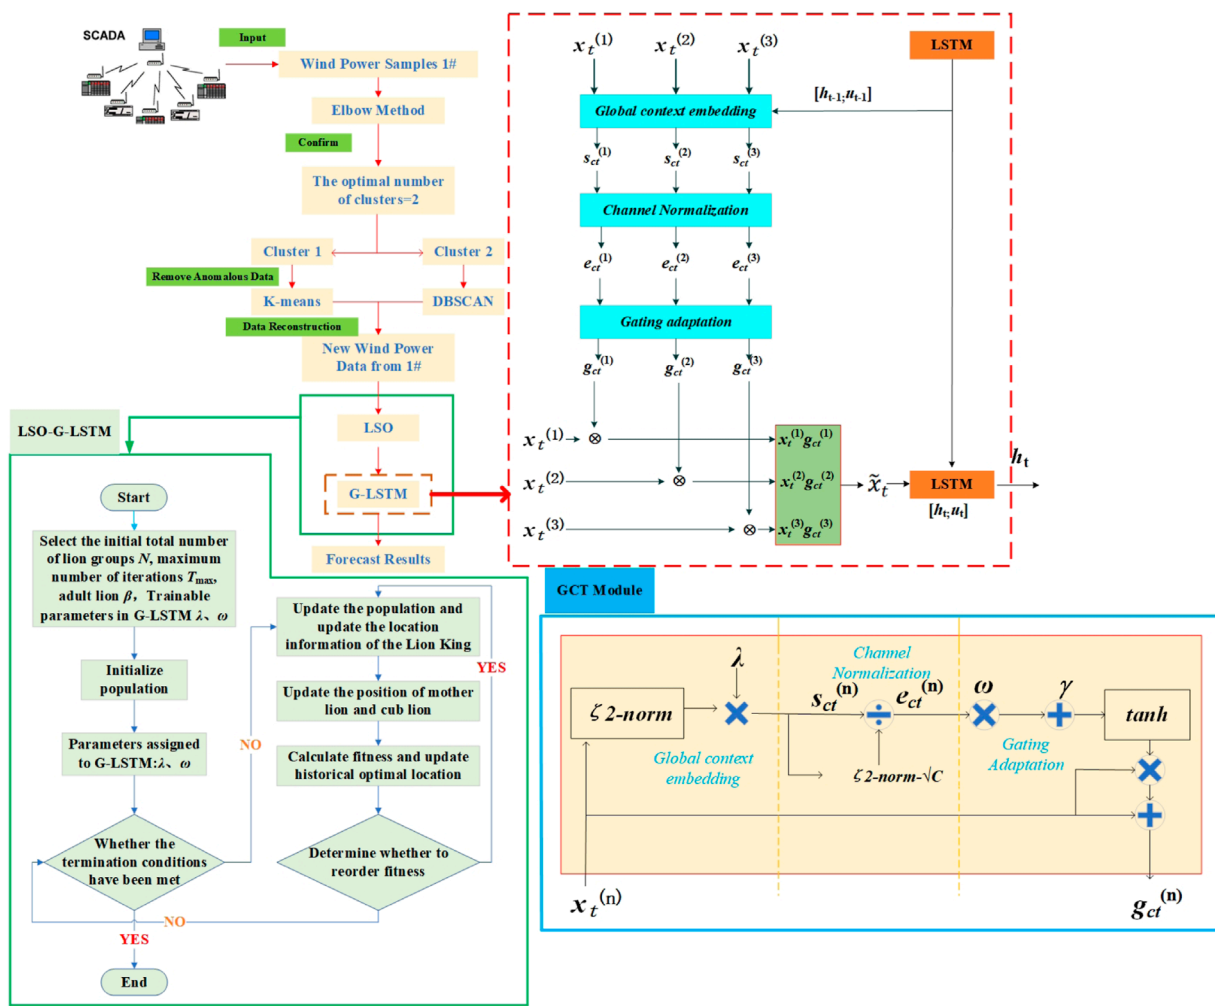 SCADA
Input
Wind Power Samples 1#
Elbow Method
Confirm
The optimal number
of clusters=2
Cluster 1
Cluster 2
Remove Anomalous Data
K-means
DBSCAN
Data Reconstruction
New Wind Power
Data from 1#
LSO
G-LSTM
Forecast Results
LSO-G-LSTM
Start
Select the initial total number
of lion groups N, maximum
number of iterations Tmax,
adult lion β,  Trainable
parameters in G-LSTM λ、ω
Initialize
population
Parameters assigned
to G-LSTM:λ、ω
Whether the
termination conditions
have been met
YES
End
NO
Update the population and
update the location
information of the Lion King
Update the position of mother
lion and cub lion
Calculate fitness and update
historical optimal location
Determine whether to
reorder fitness
YES
NO
xt(1) xt(2) xt(3)
LSTM
[ht-1;ut-1]
Global context embedding
sct(1) sct(2) sct(3)
Channel Normalization
ect(1) ect(2) ect(3)
Gating adaptation
gct(1) gct(2) gct(3)
xt(1) ⊗ xt(1)gct(1)
xt(2) ⊗ xt(2)gct(2)
xt(3) ⊗ xt(3)gct(3)
x̃t
LSTM
[ht;ut]
ht
GCT Module
Channel
Normalization
λ
sct(n)
ect(n)
ω
γ
ζ 2-norm
tanh
Global context
embedding
ζ 2-norm-√C
Gating
Adaptation
xt(n)
gct(n)